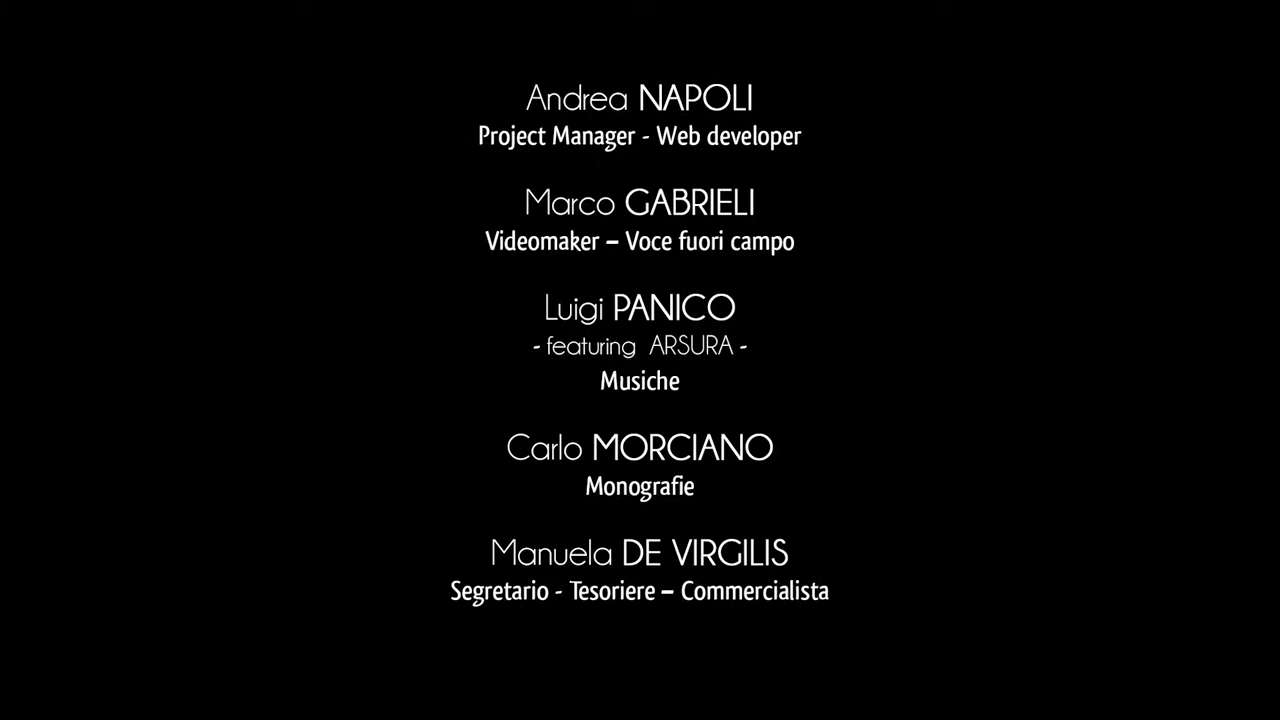 Andrea NAPOLI
Project Manager - Web developer
Marco GABRIELI
Videomaker – Voce fuori campo
Luigi PANICO
- featuring ARSURA -
Musiche
Carlo MORCIANO
Monografie
Manuela DE VIRGILIS
Segretario - Tesoriere – Commercialista